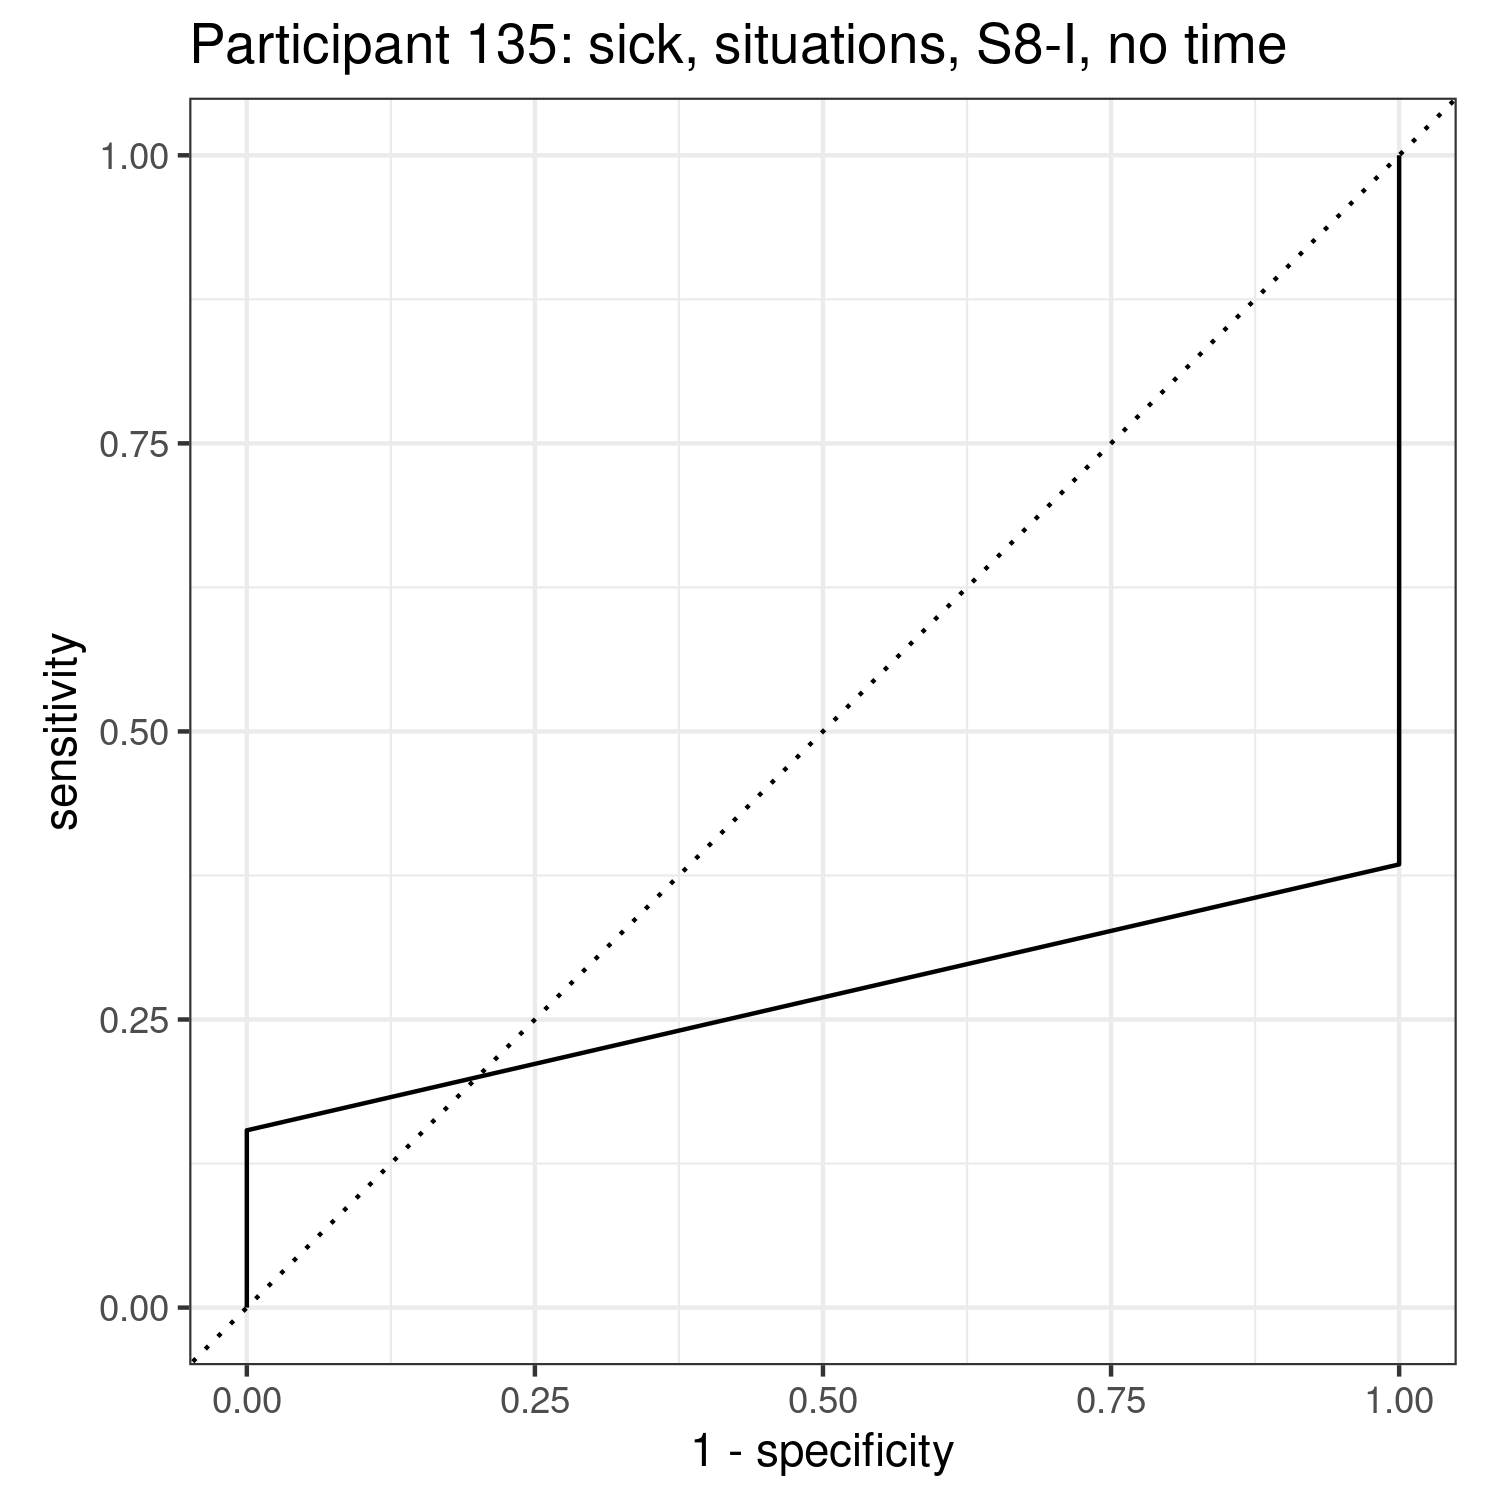 Participant 135: sick, situations, S8-I, no time
1.00
0.75
0.50
0.25
0.00
sensitivity
0.00 0.25 0.50 0.75 1.00
1 - specificity